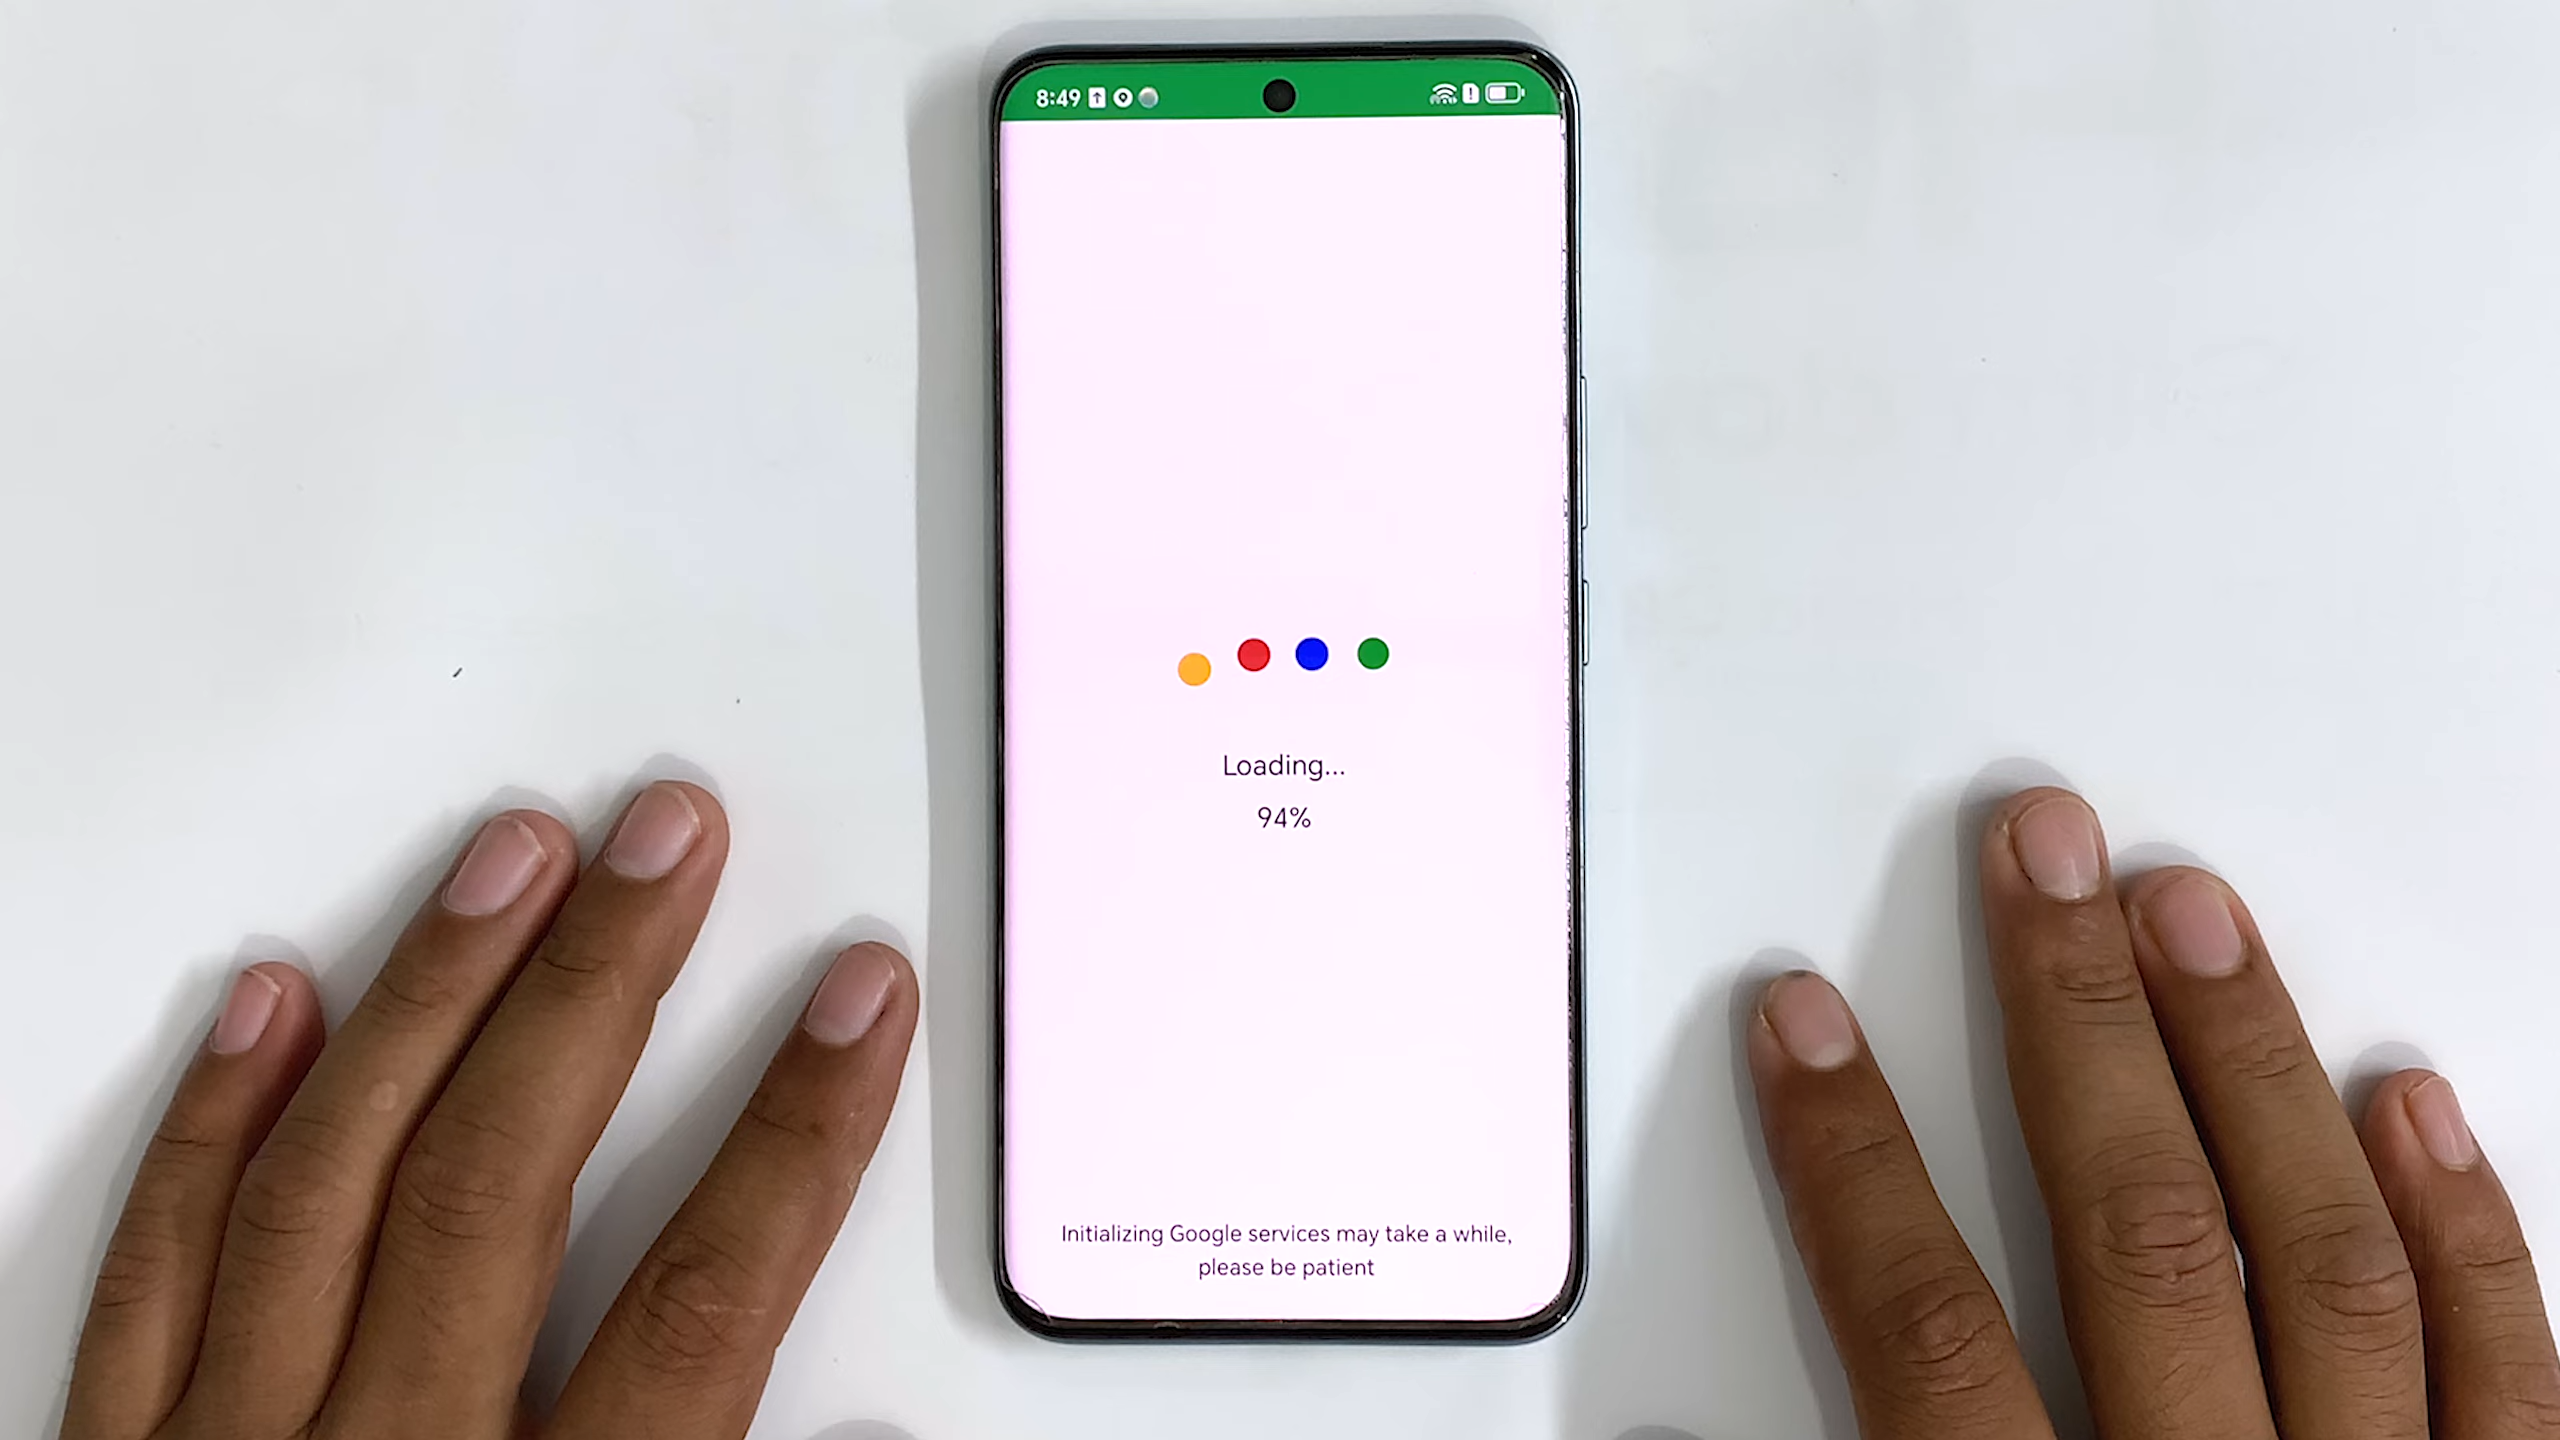 8:49
Loading...
94%
Initializing Google services may take a while,
please be patient